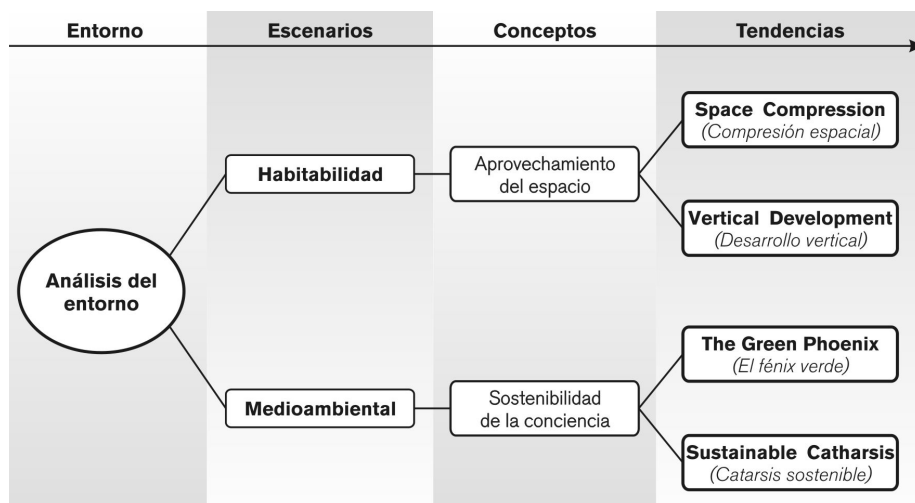 Entorno
Escenarios
Conceptos
Tendencias
Space Compression
(Compresión espacial)
Habitabilidad
Aprovechamiento
del espacio
Vertical Development
(Desarrollo vertical)
Análisis del
entorno
The Green Phoenix
(El fénix verde)
Medioambiental
Sostenibilidad
de la conciencia
Sustainable Catharsis
(Catarsis sostenible)